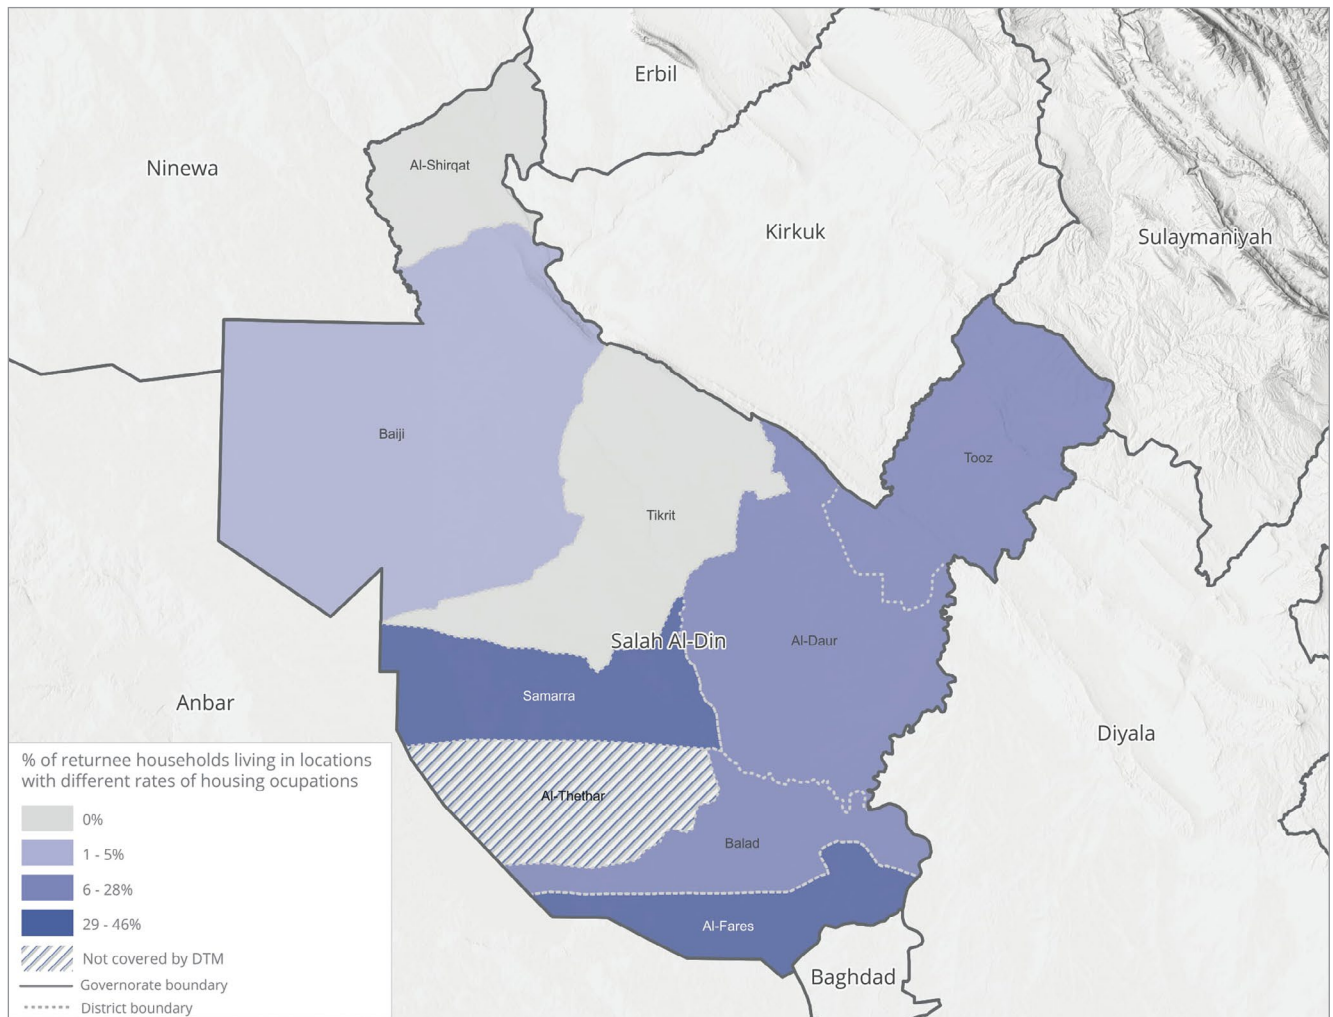 Erbil
Al-Shirqat
Ninewa
Kirkuk
Sulaymaniyah
Baiji
Tooz
Tikrit
Salah Al-Din
Al-Daur
Samarra
Anbar
Diyala
Al-Thethar
Balad
Al-Fares
Baghdad
% of returnee households living in locations
with different rates of housing ocupations
0%
1 - 5%
6 - 28%
29 - 46%
Not covered by DTM
Governorate boundary
District boundary